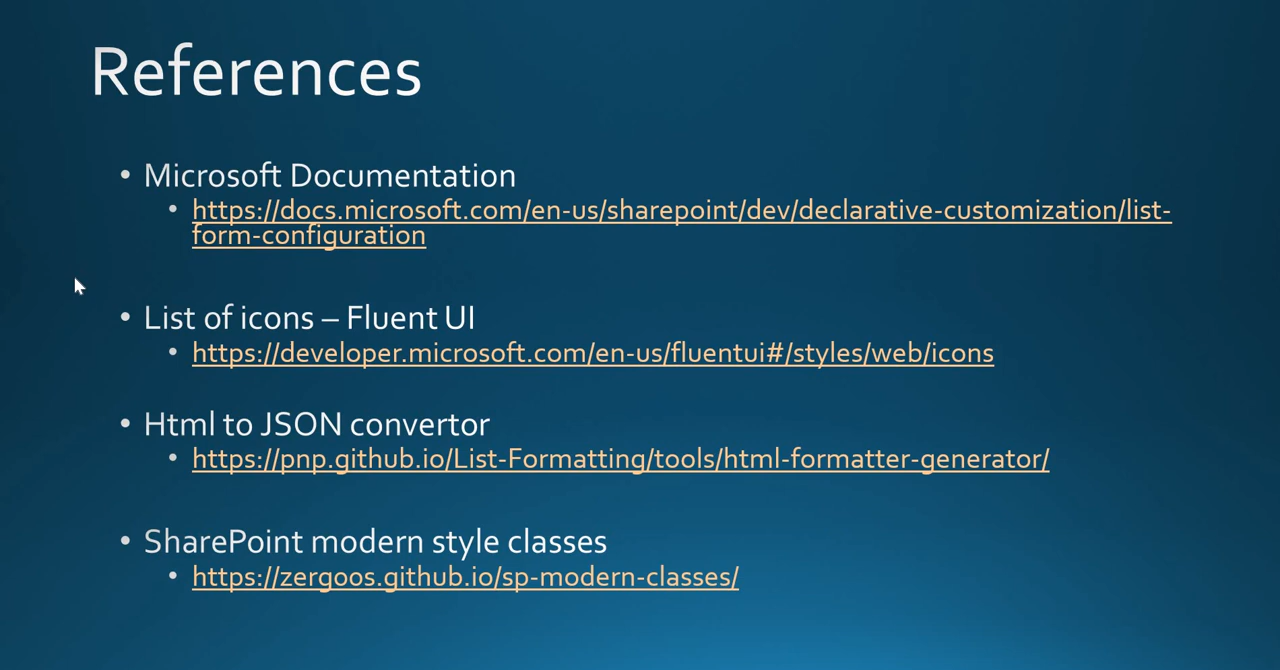 References
• Microsoft Documentation
• https://docs.microsoft.com/en-us/sharepoint/dev/declarative-customization/list-
form-configuration
• List of icons – Fluent UI
• https://developer.microsoft.com/en-us/fluentui#/styles/web/icons
• Html to JSON convertor
• https://pnp.github.io/List-Formatting/tools/html-formatter-generator/
• SharePoint modern style classes
• https://zergoos.github.io/sp-modern-classes/